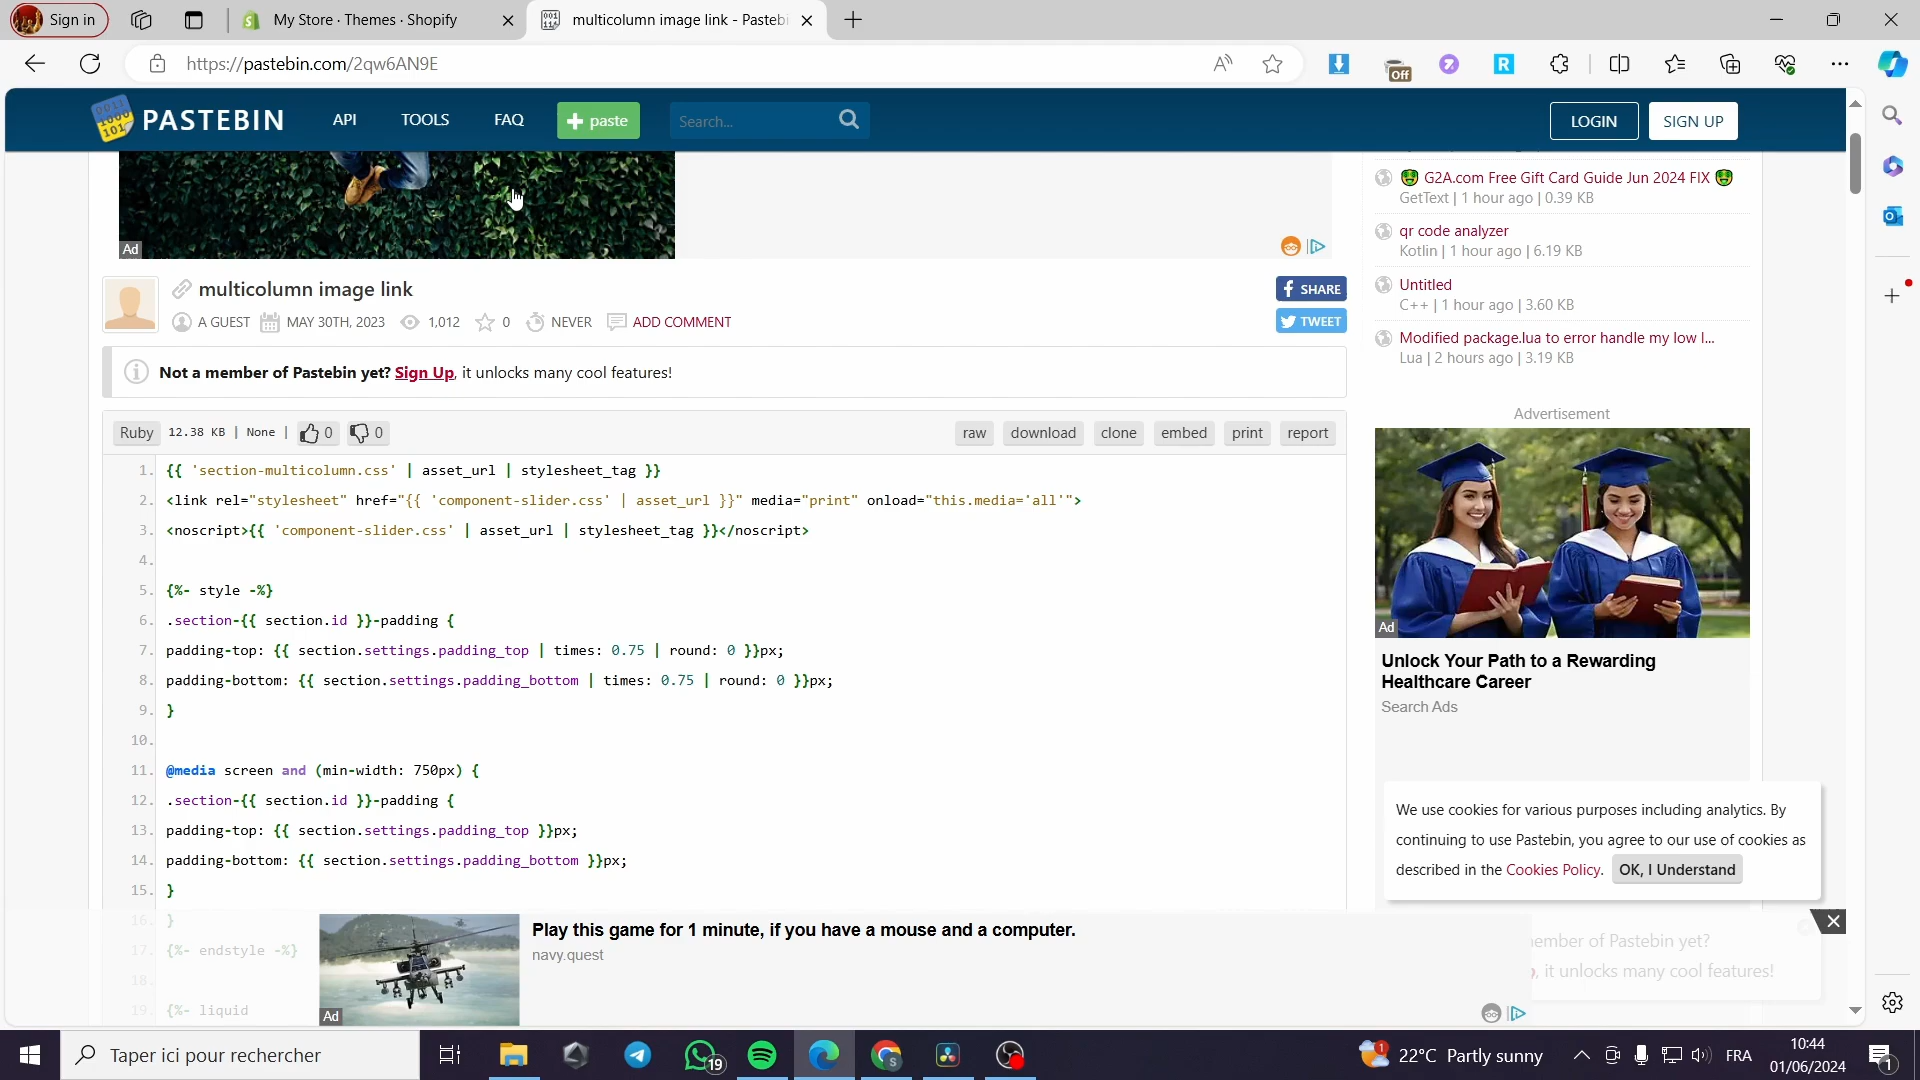 Sign in
My Store · Themes · Shopify
multicolumn image link - Pastebi
https://pastebin.com/2qw6AN9E
Off
PASTEBIN
API
TOOLS
FAQ
paste
Search...
LOGIN
SIGN UP
Ad
G2A.com Free Gift Card Guide Jun 2024 FIX
GetText | 1 hour ago | 0.39 KB
qr code analyzer
Kotlin | 1 hour ago | 6.19 KB
Untitled
C++ | 1 hour ago | 3.60 KB
Modified package.lua to error handle my low l...
Lua | 2 hours ago | 3.19 KB
multicolumn image link
A GUEST MAY 30TH, 2023 1,012 0 NEVER ADD COMMENT
SHARE
TWEET
Not a member of Pastebin yet? Sign Up, it unlocks many cool features!
Ruby 12.38 KB | None | 0 0
raw download clone embed print report
1. {{ 'section-multicolumn.css' | asset_url | stylesheet_tag }}
2. <link rel="stylesheet" href="{{ 'component-slider.css' | asset_url }}" media="print" onload="this.media='all'">
3. <noscript>{{ 'component-slider.css' | asset_url | stylesheet_tag }}</noscript>
4.
5. {%- style -%}
6. .section-{{ section.id }}-padding {
7. padding-top: {{ section.settings.padding_top | times: 0.75 | round: 0 }}px;
8. padding-bottom: {{ section.settings.padding_bottom | times: 0.75 | round: 0 }}px;
9. }
10.
11. @media screen and (min-width: 750px) {
12. .section-{{ section.id }}-padding {
13. padding-top: {{ section.settings.padding_top }}px;
14. padding-bottom: {{ section.settings.padding_bottom }}px;
15. }
16. }
17. {%- endstyle -%}
18.
19. {%- liquid
Advertisement
Ad
Unlock Your Path to a Rewarding
Healthcare Career
Search Ads
We use cookies for various purposes including analytics. By
continuing to use Pastebin, you agree to our use of cookies as
described in the Cookies Policy. OK, I Understand
ember of Pastebin yet?
, it unlocks many cool features!
Play this game for 1 minute, if you have a mouse and a computer.
navy.quest
Ad
Taper ici pour rechercher
19
1
22°C Partly sunny
FRA
10:44
01/06/2024
1